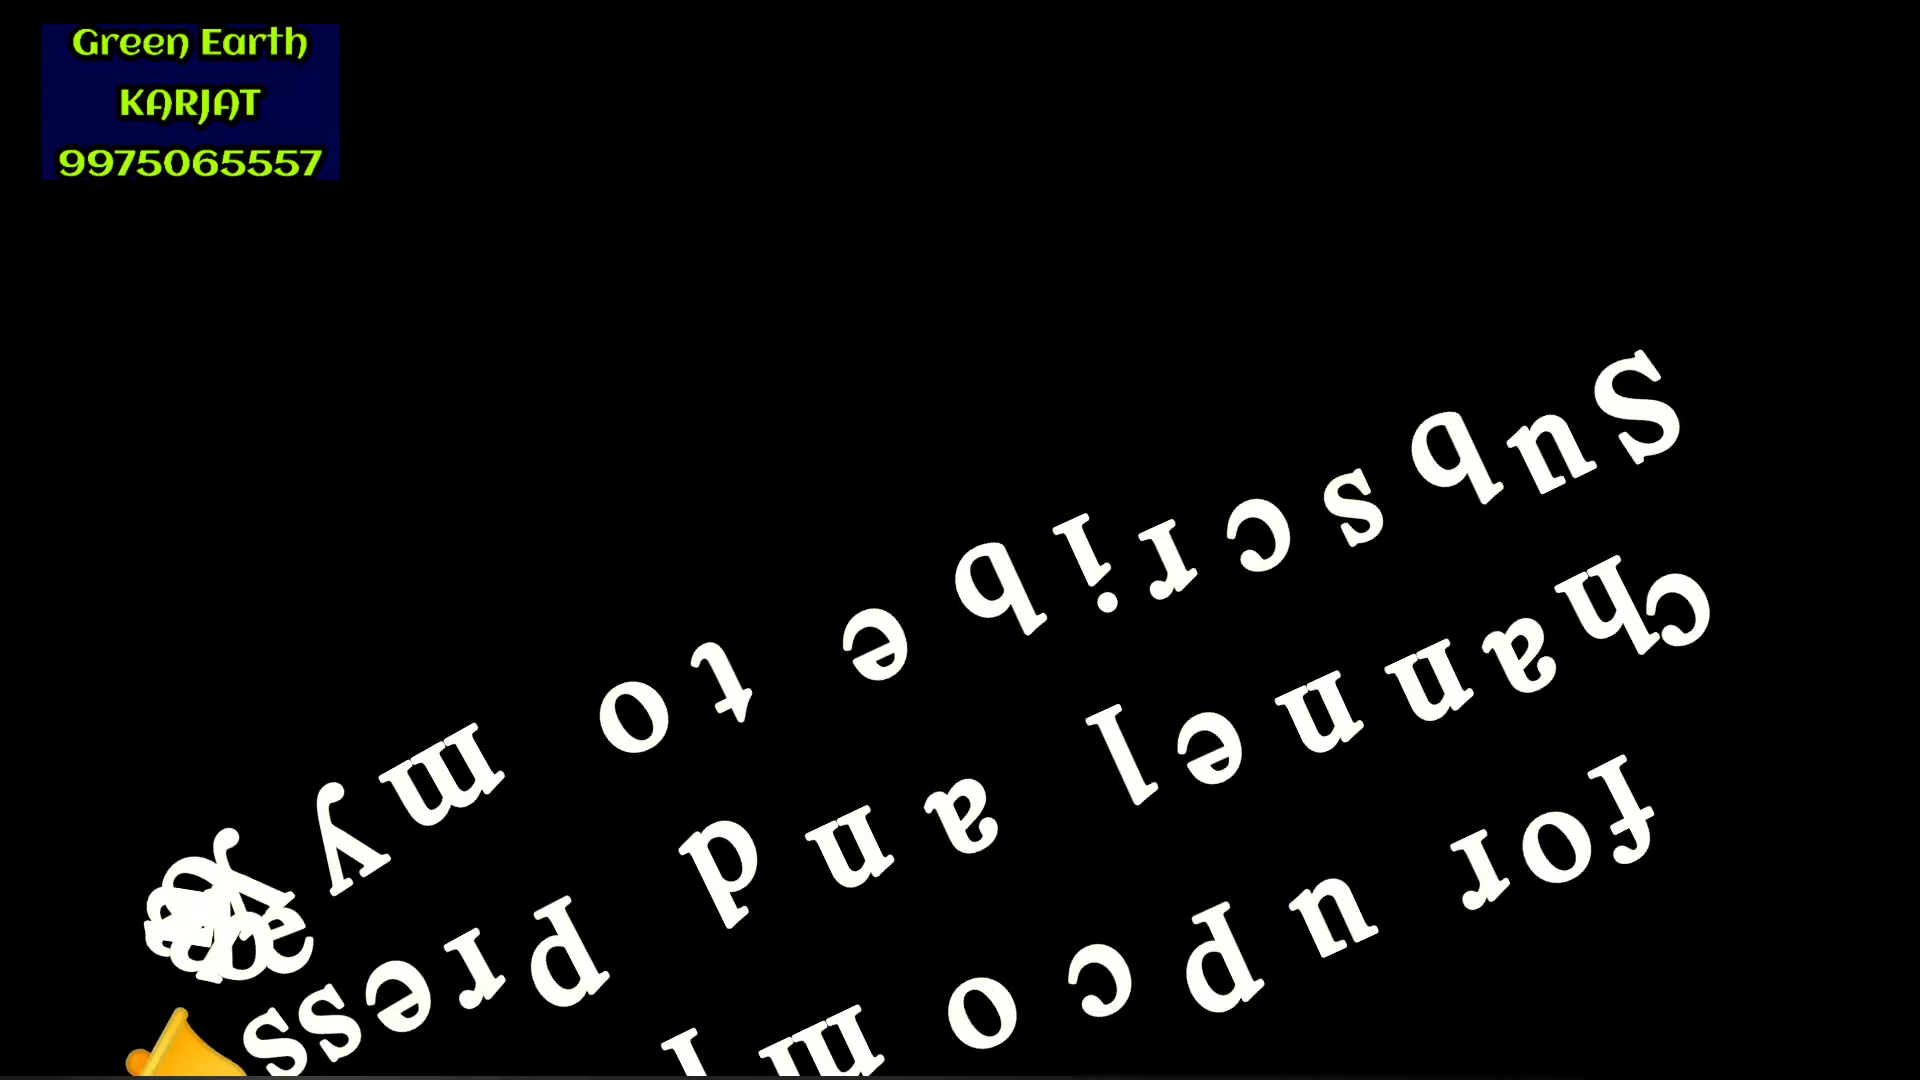 Green Earth
KARJAT
9975065557
Subscribe to my
channel and press
for upcom